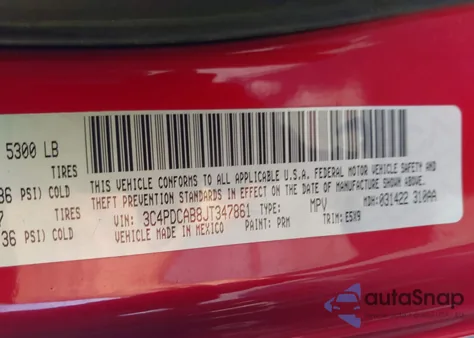 5300 LB
TIRES
36 PSI) COLD
TIRES
36 PSI) COLD
THIS VEHICLE CONFORMS TO ALL APPLICABLE U.S.A. FEDERAL MOTOR VEHICLE SAFETY AND
THEFT PREVENTION STANDARDS IN EFFECT ON THE DATE OF MANUFACTURE SHOWN ABOVE.
VIN: 3C4PDCAB8JT347861 TYPE: MPV MDH: 031422 310AA
VEHICLE MADE IN MEXICO PAINT: PRM TRIM: E5X9
autoSnap